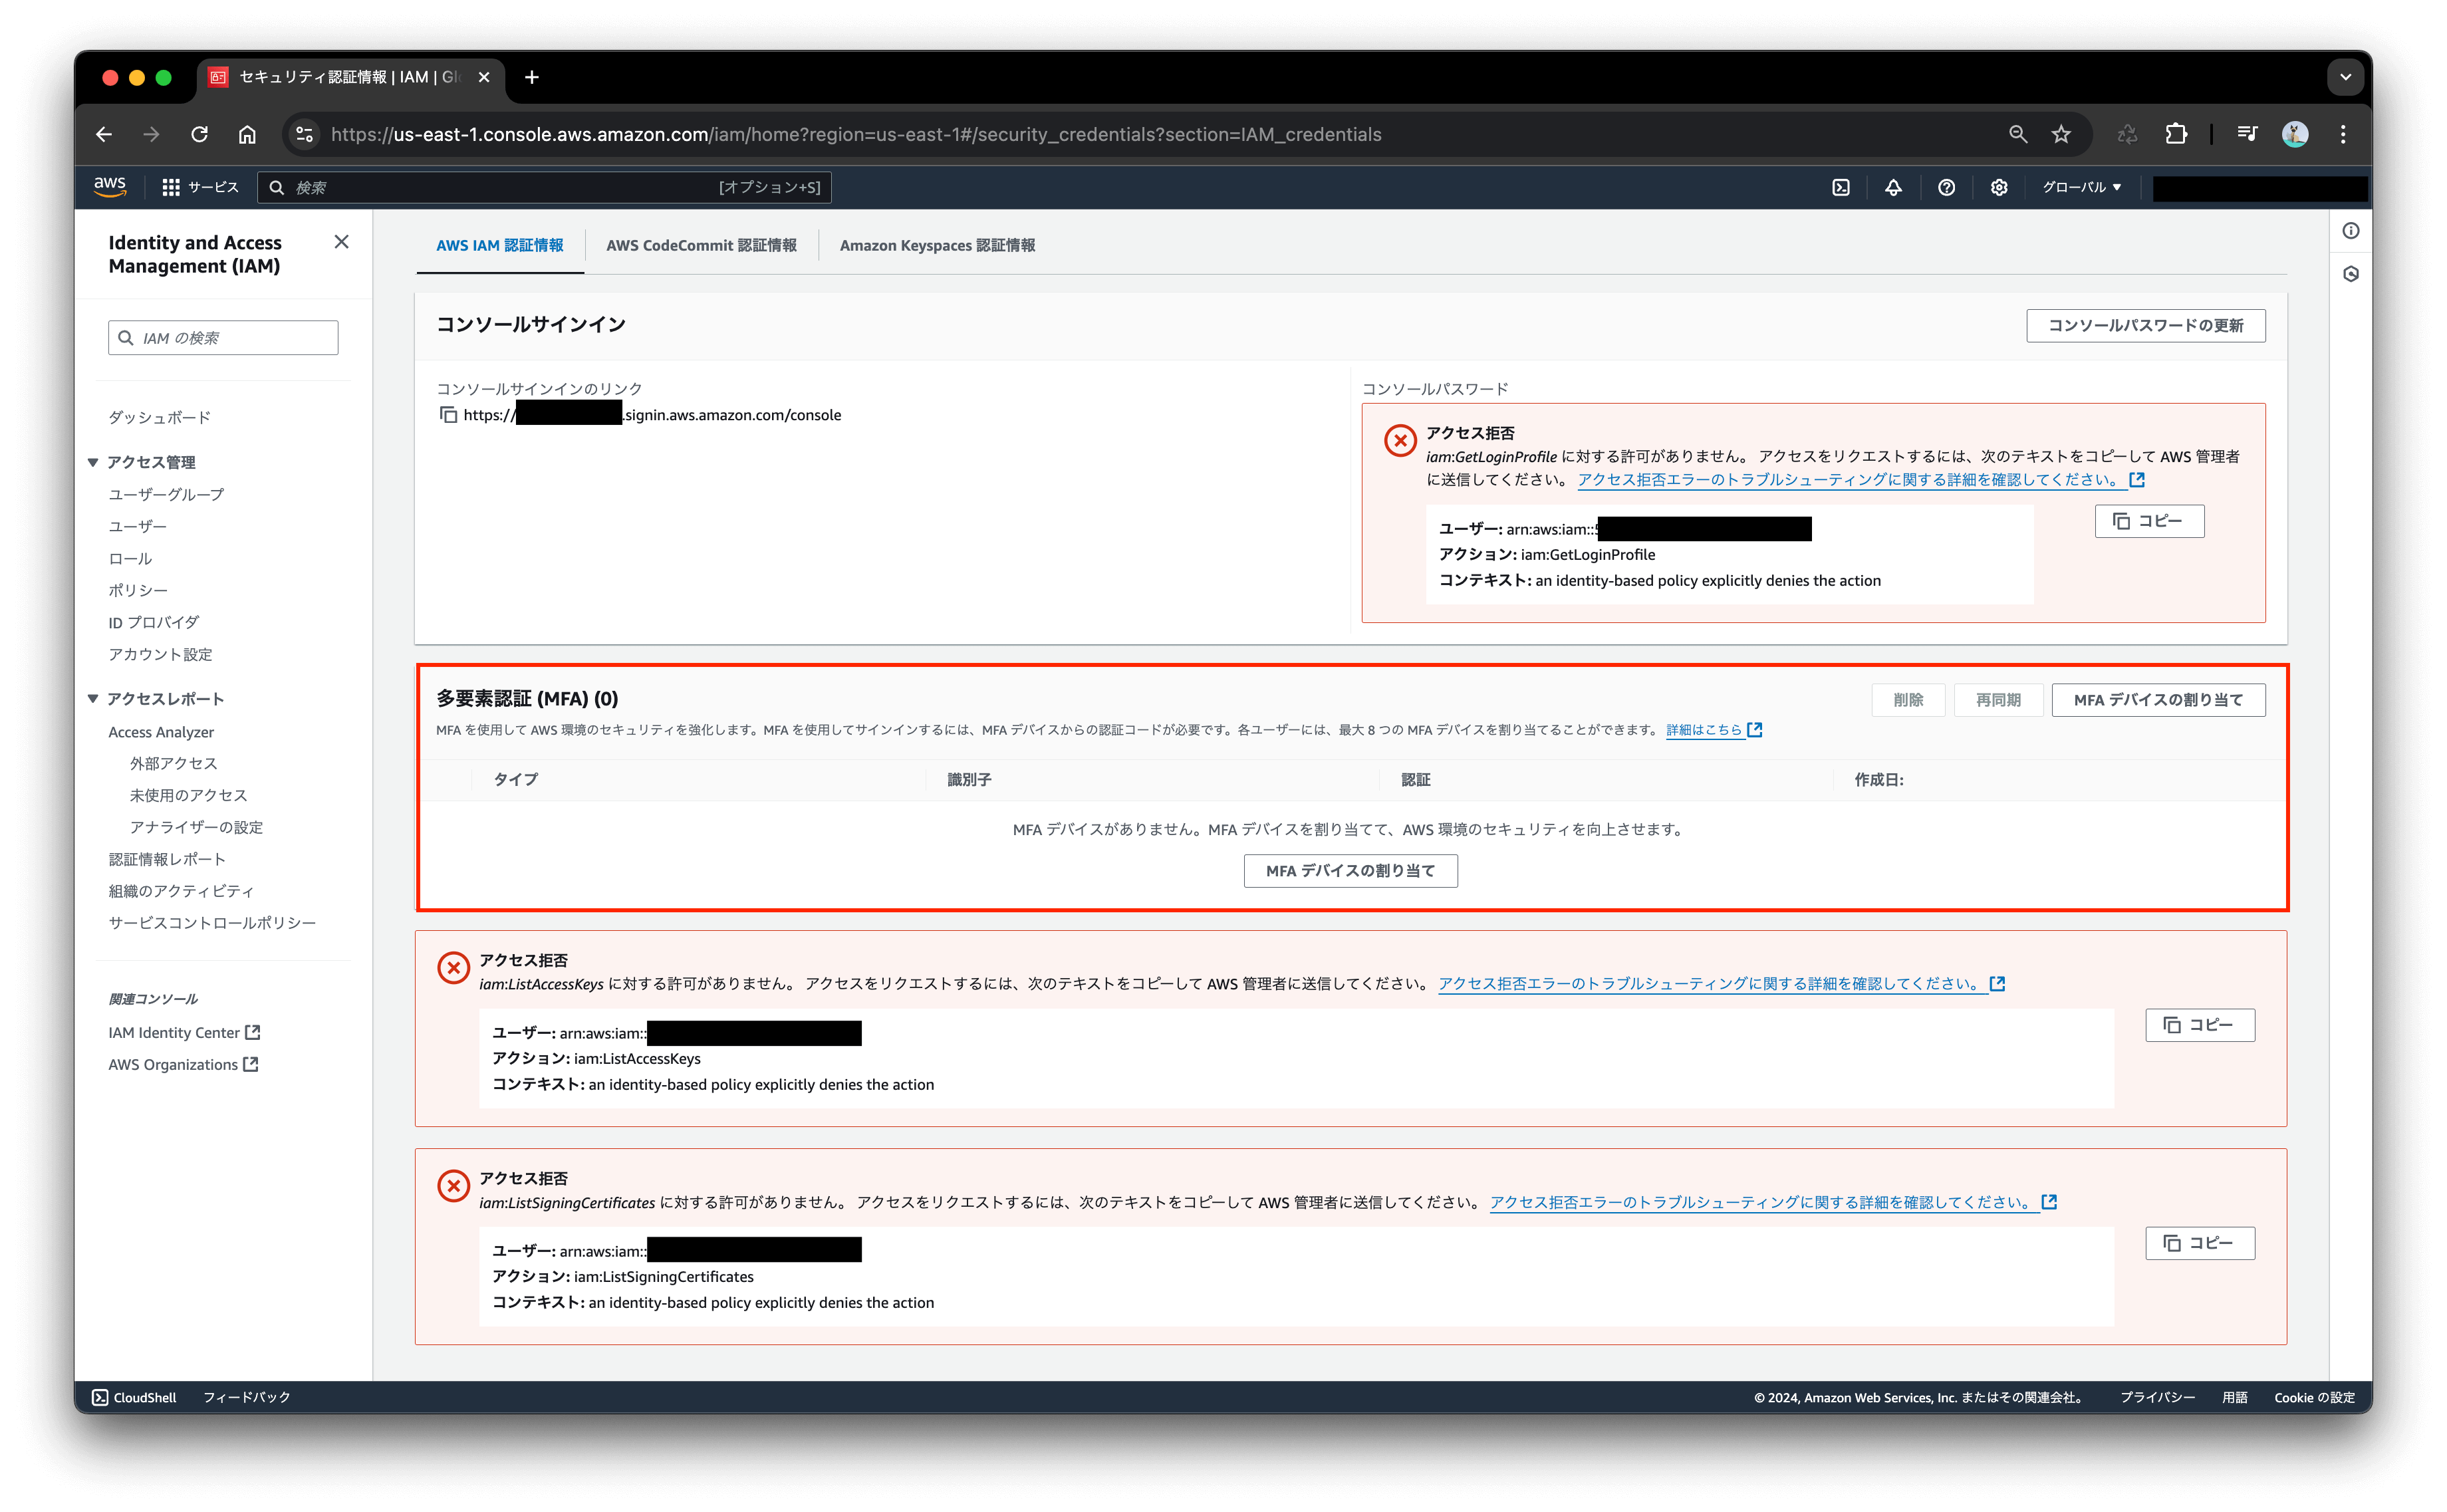 セキュリティ認証情報 | IAM | Gl
https://us-east-1.console.aws.amazon.com/iam/home?region=us-east-1#/security_credentials?section=IAM_credentials
aws
サービス
検索
[オプション+S]
グローバル ▼
Identity and Access
Management (IAM)
IAM の検索
ダッシュボード
アクセス管理
ユーザーグループ
ユーザー
ロール
ポリシー
ID プロバイダ
アカウント設定
アクセスレポート
Access Analyzer
外部アクセス
未使用のアクセス
アナライザーの設定
認証情報レポート
組織のアクティビティ
サービスコントロールポリシー
関連コンソール
IAM Identity Center
AWS Organizations
AWS IAM 認証情報
AWS CodeCommit 認証情報
Amazon Keyspaces 認証情報
コンソールサインイン
コンソールパスワードの更新
コンソールサインインのリンク
https://
.signin.aws.amazon.com/console
コンソールパスワード
アクセス拒否
iam:GetLoginProfile に対する許可がありません。 アクセスをリクエストするには、次のテキストをコピーして AWS 管理者
に送信してください。 アクセス拒否エラーのトラブルシューティングに関する詳細を確認してください。
ユーザー: arn:aws:iam::
アクション: iam:GetLoginProfile
コンテキスト: an identity-based policy explicitly denies the action
コピー
多要素認証 (MFA) (0)
削除
再同期
MFA デバイスの割り当て
MFA を使用して AWS 環境のセキュリティを強化します。MFA を使用してサインインするには、MFA デバイスからの認証コードが必要です。各ユーザーには、最大 8 つの MFA デバイスを割り当てることができます。 詳細はこちら
タイプ
識別子
認証
作成日:
MFA デバイスがありません。MFA デバイスを割り当てて、AWS 環境のセキュリティを向上させます。
MFA デバイスの割り当て
アクセス拒否
iam:ListAccessKeys に対する許可がありません。 アクセスをリクエストするには、次のテキストをコピーして AWS 管理者に送信してください。 アクセス拒否エラーのトラブルシューティングに関する詳細を確認してください。
ユーザー: arn:aws:iam::
アクション: iam:ListAccessKeys
コンテキスト: an identity-based policy explicitly denies the action
コピー
アクセス拒否
iam:ListSigningCertificates に対する許可がありません。 アクセスをリクエストするには、次のテキストをコピーして AWS 管理者に送信してください。 アクセス拒否エラーのトラブルシューティングに関する詳細を確認してください。
ユーザー: arn:aws:iam::
アクション: iam:ListSigningCertificates
コンテキスト: an identity-based policy explicitly denies the action
コピー
CloudShell
フィードバック
© 2024, Amazon Web Services, Inc. またはその関連会社。
プライバシー
用語
Cookie の設定